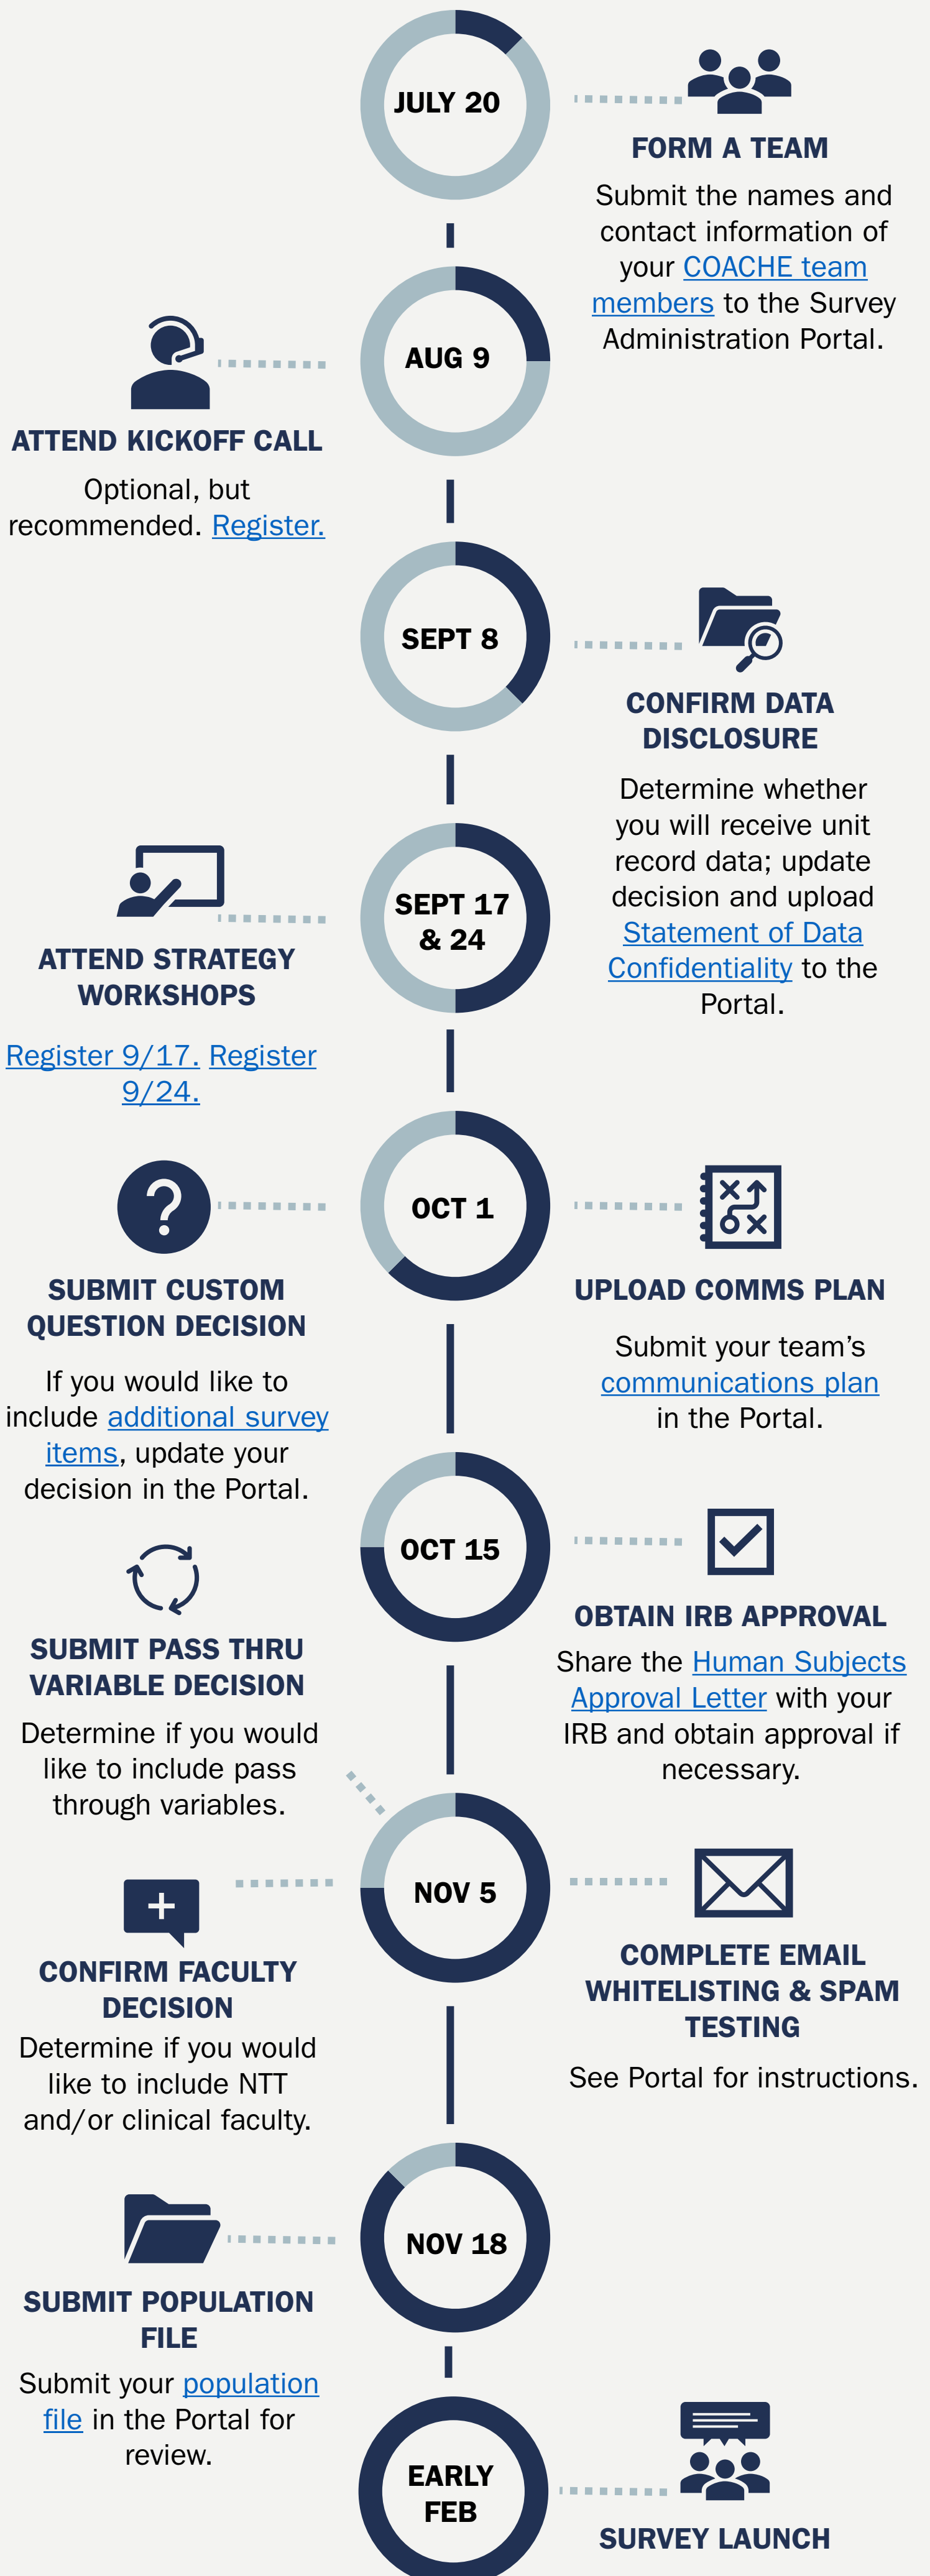 JULY 20
FORM A TEAM
Submit the names and
contact information of
your COACHE team
members to the Survey
Administration Portal.
AUG 9
ATTEND KICKOFF CALL
Optional, but
recommended. Register.
SEPT 8
CONFIRM DATA
DISCLOSURE
Determine whether
you will receive unit
record data; update
decision and upload
Statement of Data
Confidentiality to the
Portal.
SEPT 17
& 24
ATTEND STRATEGY
WORKSHOPS
Register 9/17. Register
9/24.
OCT 1
SUBMIT CUSTOM
QUESTION DECISION
If you would like to
include additional survey
items, update your
decision in the Portal.
UPLOAD COMMS PLAN
Submit your team’s
communications plan
in the Portal.
OCT 15
OBTAIN IRB APPROVAL
Share the Human Subjects
Approval Letter with your
IRB and obtain approval if
necessary.
SUBMIT PASS THRU
VARIABLE DECISION
Determine if you would
like to include pass
through variables.
NOV 5
CONFIRM FACULTY
DECISION
Determine if you would
like to include NTT
and/or clinical faculty.
COMPLETE EMAIL
WHITELISTING & SPAM
TESTING
See Portal for instructions.
NOV 18
SUBMIT POPULATION
FILE
Submit your population
file in the Portal for
review.
EARLY
FEB
SURVEY LAUNCH